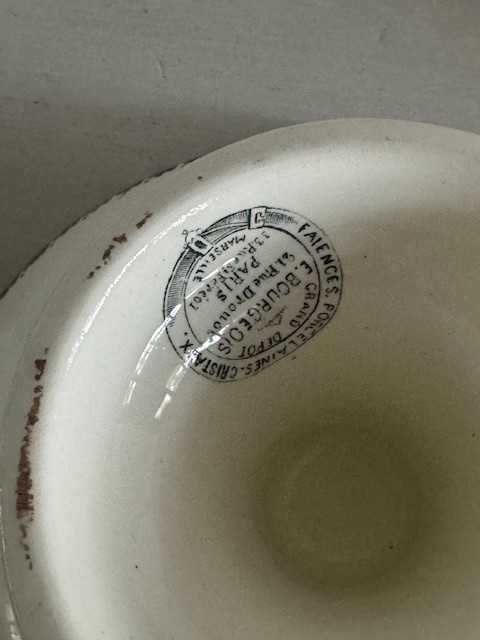 FAIENCES. PORCELAINES-CRISTAUX.
GRAND DEPOT
E. BOURGEOIS
21 Rue Drouot
PARIS
MARSEILLE